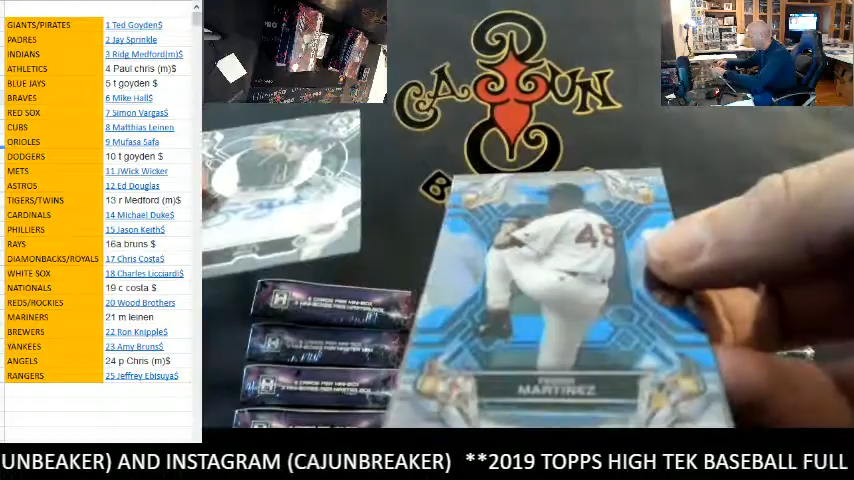 GIANTS/PIRATES 1 Ted Goyden$
PADRES 2 Jay Sprinkle
INDIANS 3 Ridg Medford(m)$
ATHLETICS 4 Paul chris (m)$
BLUE JAYS 5 t goyden $
BRAVES 6 Mike Hall$
RED SOX 7 Simon Vargas$
CUBS 8 Matthias Leinen
ORIOLES 9 Mufasa Safa
DODGERS 10 t goyden $
METS 11 JWick Wicker
ASTROS 12 Ed Douglas
TIGERS/TWINS 13 r Medford (m)$
CARDINALS 14 Michael Duke$
PHILLIERS 15 Jason Keith$
RAYS 16a bruns $
DIAMONBACKS/ROYALS 17 Chris Costa$
WHITE SOX 18 Charles Licciardi$
NATIONALS 19 c costa $
REDS/ROCKIES 20 Wood Brothers
MARINERS 21 m leinen
BREWERS 22 Ron Knipple$
YANKEES 23 Amy Bruns$
ANGELS 24 p Chris (m)$
RANGERS 25 Jeffrey Ebisuya$
CAJUN
B
45
MARTINEZ
UNBEAKER) AND INSTAGRAM (CAJUNBREAKER) **2019 TOPPS HIGH TEK BASEBALL FULL